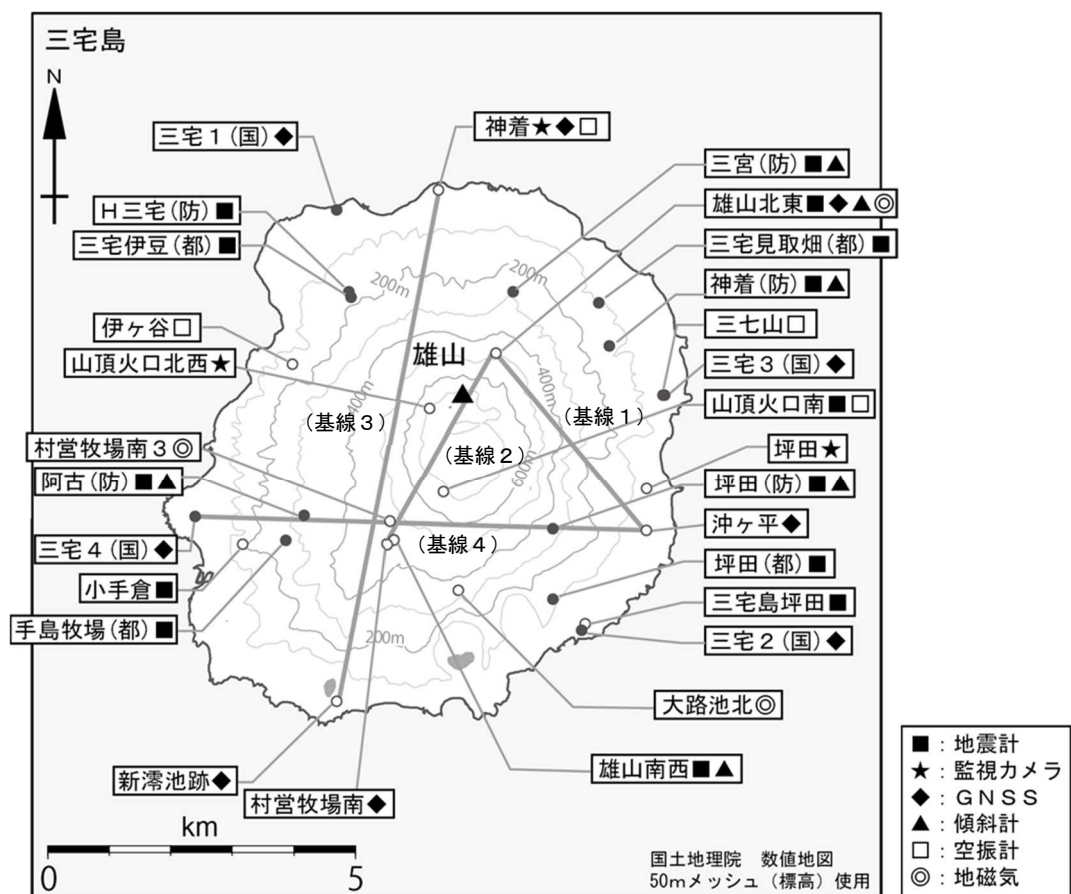 三宅島
N
神着★◆□
三宅１(国)◆
三宮(防)■▲
H三宅(防)■
雄山北東■◆▲◎
三宅伊豆(都)■
三宅見取畑(都)■
200m
200m
神着(防)■▲
伊ヶ谷□
三七山□
山頂火口北西★
雄山
三宅３(国)◆
400m
400m
山頂火口南■□
(基線３)
(基線１)
村営牧場南３◎
(基線２)
坪田★
600m
阿古(防)■▲
坪田(防)■▲
三宅４(国)◆
(基線４)
沖ヶ平◆
小手倉■
坪田(都)■
手島牧場(都)■
三宅島坪田■
200m
三宅２(国)◆
大路池北◎
新澪池跡◆
雄山南西■▲
村営牧場南◆
km
0
5
国土地理院　数値地図
50mメッシュ（標高）使用
■：地震計
★：監視カメラ
◆：ＧＮＳＳ
▲：傾斜計
□：空振計
◎：地磁気